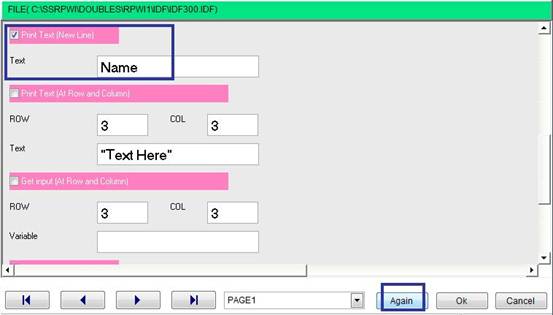 FILE( C:\SSRPWI\DOUBLES\RPWI1\IDF\IDF300.IDF)
Print Text (New Line)
Text Name
Print Text (At Row and Column)
ROW 3 COL 3
Text "Text Here"
Get input (At Row and Column)
ROW 3 COL 3
Variable
PAGE1 Again Ok Cancel